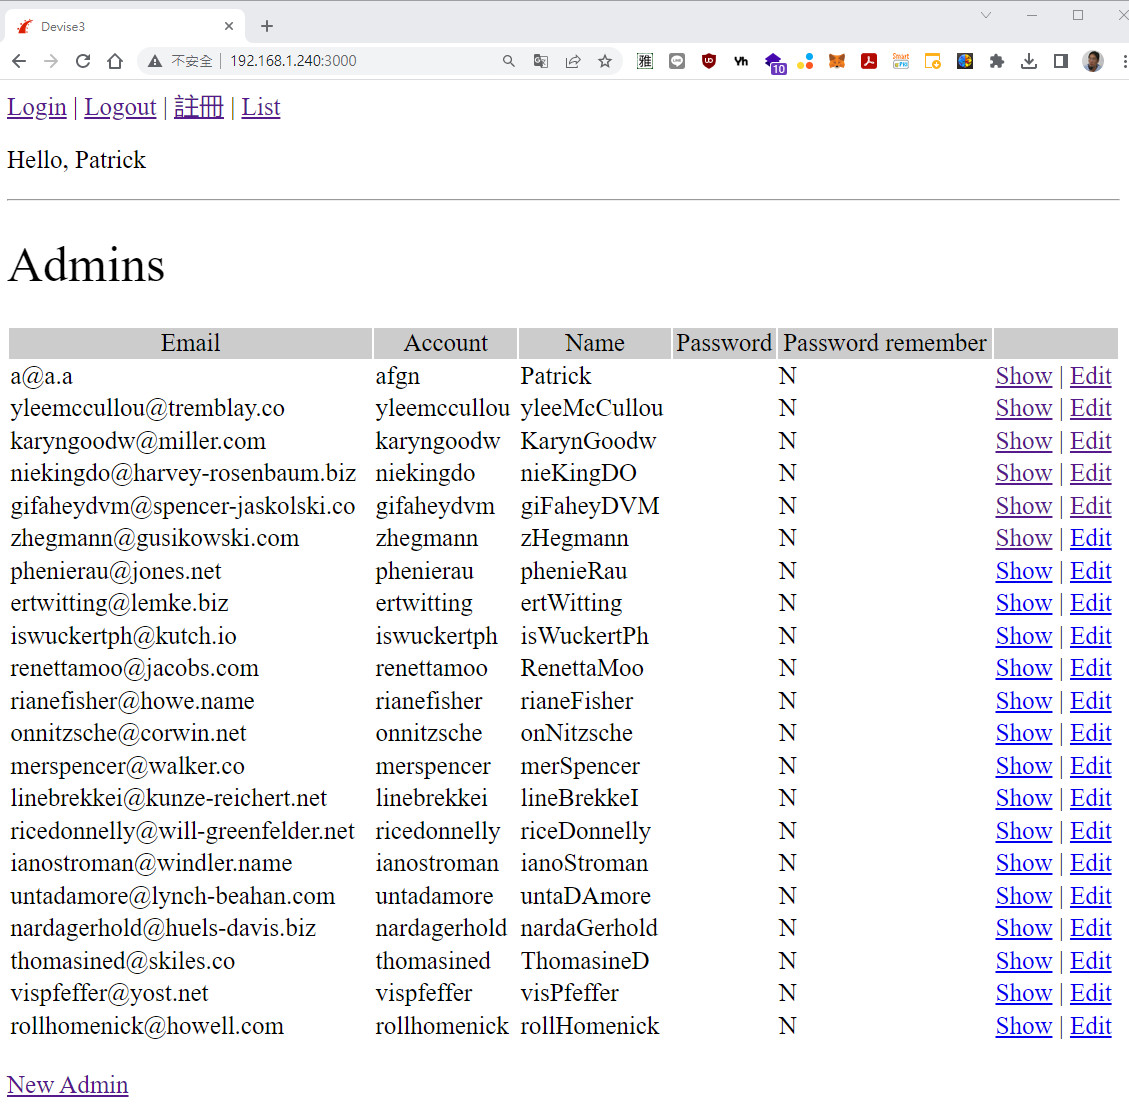 Devise3
不安全 192.168.1.240:3000
雅 UD Yh 10 Smart
Login | Logout | 註冊 | List
Hello, Patrick
Admins
Email Account Name Password Password remember
a@a.a afgn Patrick N Show | Edit
yleemccullou@tremblay.co yleemccullou yleeMcCullou N Show | Edit
karyngoodw@miller.com karyngoodw KarynGoodw N Show | Edit
niekingdo@harvey-rosenbaum.biz niekingdo nieKingDO N Show | Edit
gifaheydvm@spencer-jaskolski.co gifaheydvm giFaheyDVM N Show | Edit
zhegmann@gusikowski.com zhegmann zHegmann N Show | Edit
phenierau@jones.net phenierau phenieRau N Show | Edit
ertwitting@lemke.biz ertwitting ertWitting N Show | Edit
iswuckertph@kutch.io iswuckertph isWuckertPh N Show | Edit
renettamoo@jacobs.com renettamoo RenettaMoo N Show | Edit
rianefisher@howe.name rianefisher rianeFisher N Show | Edit
onnitzsche@corwin.net onnitzsche onNitzsche N Show | Edit
merspencer@walker.co merspencer merSpencer N Show | Edit
linebrekkei@kunze-reichert.net linebrekkei lineBrekkeI N Show | Edit
ricedonnelly@will-greenfelder.net ricedonnelly riceDonnelly N Show | Edit
ianostroman@windler.name ianostroman ianoStroman N Show | Edit
untadamore@lynch-beahan.com untadamore untaDAmore N Show | Edit
nardagerhold@huels-davis.biz nardagerhold nardaGerhold N Show | Edit
thomasined@skiles.co thomasined ThomasineD N Show | Edit
vispfeffer@yost.net vispfeffer visPfeffer N Show | Edit
rollhomenick@howell.com rollhomenick rollHomenick N Show | Edit
New Admin